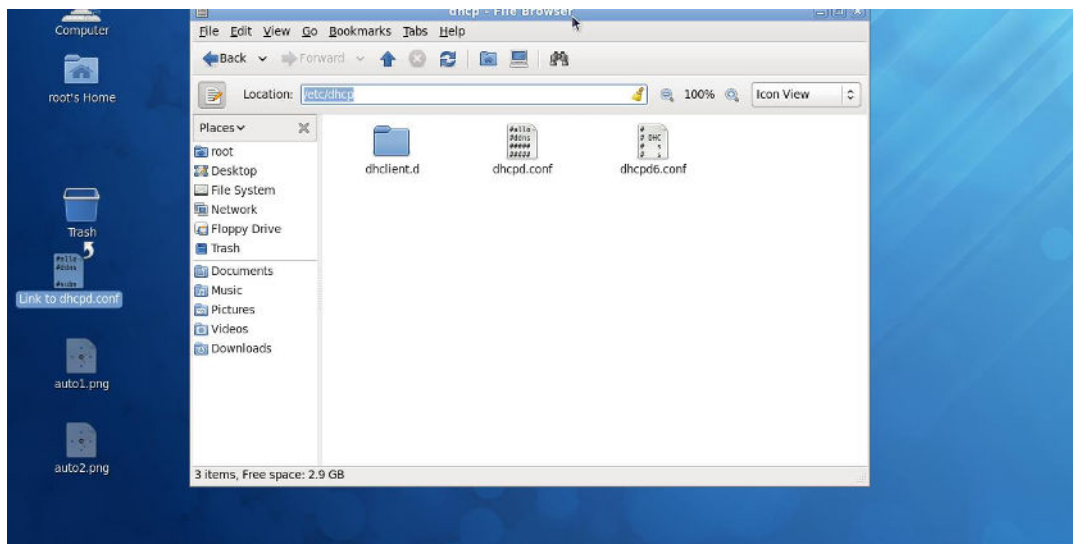 Computer
root's Home
Trash
Link to dhcpd.conf
auto1.png
auto2.png
dhcp - File Browser
File Edit View Go Bookmarks Tabs Help
Back Forward
Location: /etc/dhcp 100% Icon View
Places
root
Desktop
File System
Network
Floppy Drive
Trash
Documents
Music
Pictures
Videos
Downloads
dhclient.d dhcpd.conf dhcpd6.conf
3 items, Free space: 2.9 GB